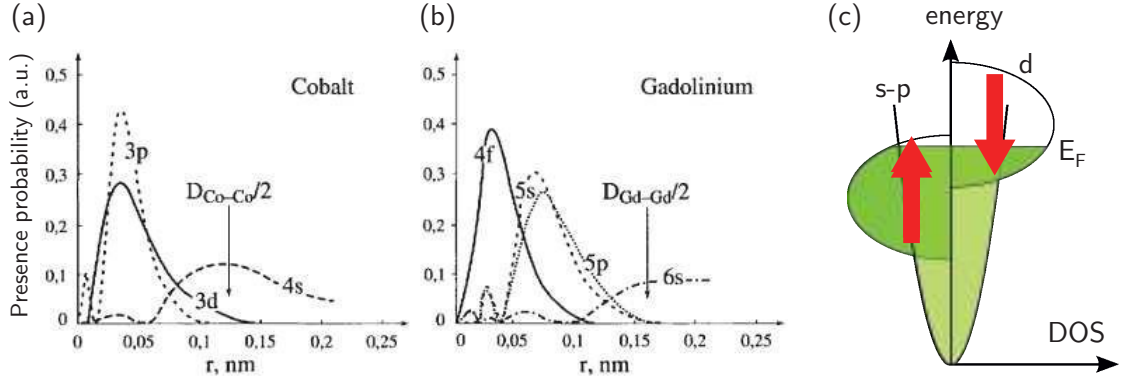 (a)
Presence probability (a.u.)
0,5
0,4
0,3
0,2
0,1
0
Cobalt
3p
D_Co–Co/2
3d
4s
0 0,05 0,1 0,15 0,2 0,25
r, nm
(b)
0,5
0,4
0,3
0,2
0,1
0
Gadolinium
4f
5s
D_Gd–Gd/2
5p
6s
0 0,05 0,1 0,15 0,2 0,25
r, nm
(c)
energy
d
s-p
E_F
DOS